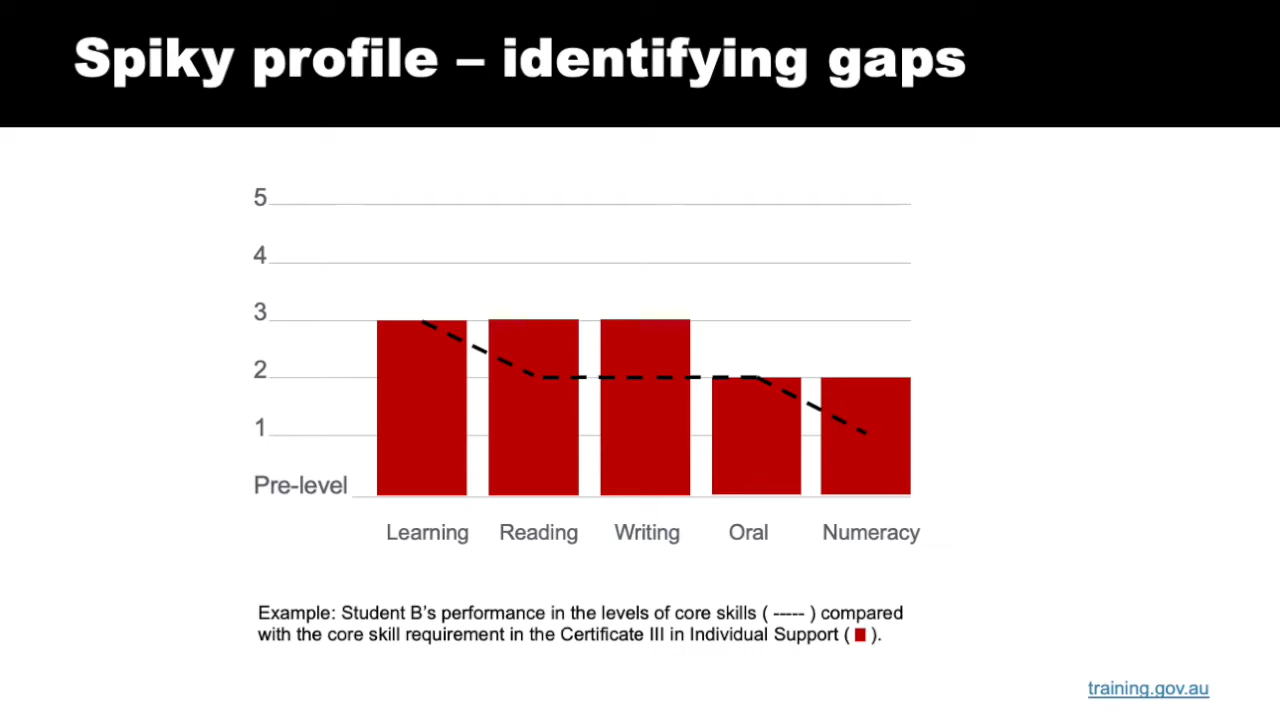 Spiky profile – identifying gaps
5
4
3
2
1
Pre-level
Learning Reading Writing Oral Numeracy
Example: Student B’s performance in the levels of core skills ( ----- ) compared
with the core skill requirement in the Certificate III in Individual Support ( ■ ).
training.gov.au